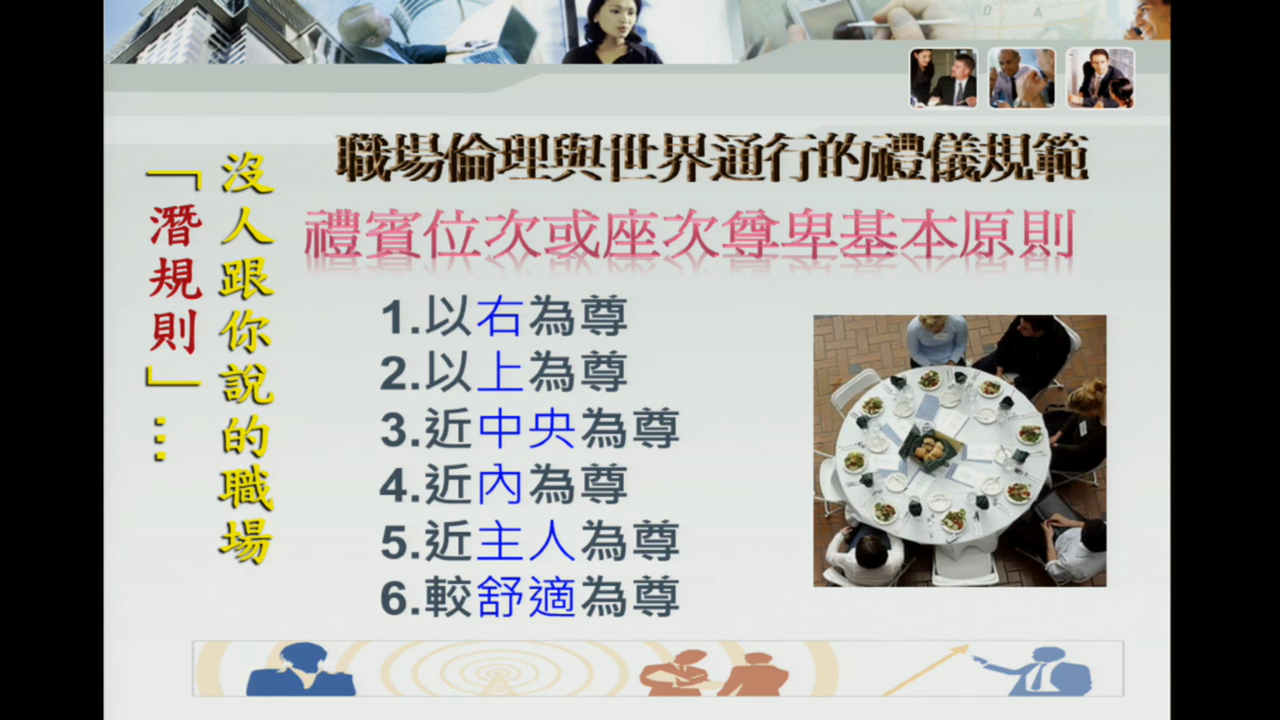 職場倫理與世界通行的禮儀規範
禮賓位次或座次尊卑基本原則
沒人跟你說的職場
「潛規則」…
1.以右為尊
2.以上為尊
3.近中央為尊
4.近內為尊
5.近主人為尊
6.較舒適為尊